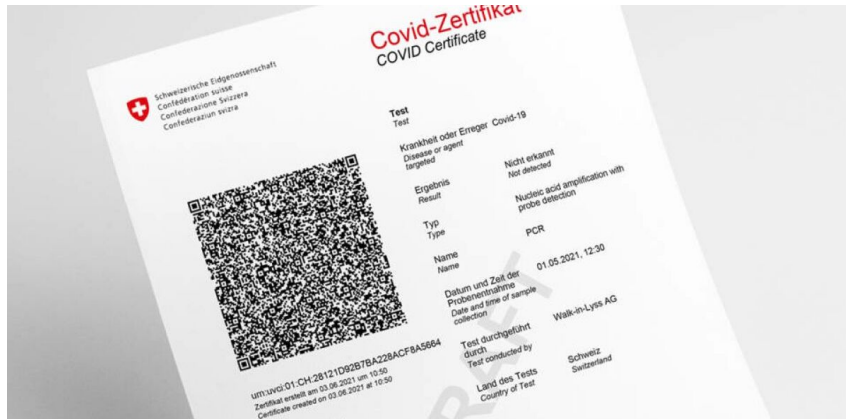 Covid-Zertifikat
COVID Certificate
Schweizerische Eidgenossenschaft
Confédération suisse
Confederazione Svizzera
Confederaziun svizra
Test
Test
Krankheit oder Erreger Covid-19
Disease or agent
targeted
Ergebnis Nicht erkannt
Result Not detected
Typ Nucleic acid amplification with
Type probe detection
Name PCR
Name
Datum und Zeit der 01.05.2021, 12:30
Probenentnahme
Date and time of sample
collection
Test durchgeführt Walk-in-Lyss AG
durch
Test conducted by
Land des Tests Schweiz
Country of Test Switzerland
urn:uvci:01:CH:28121D92B7BA228ACF8A5664
Zertifikat erstellt am 03.06.2021 um 10:50
Certificate created on 03.06.2021 at 10:50
RAFT